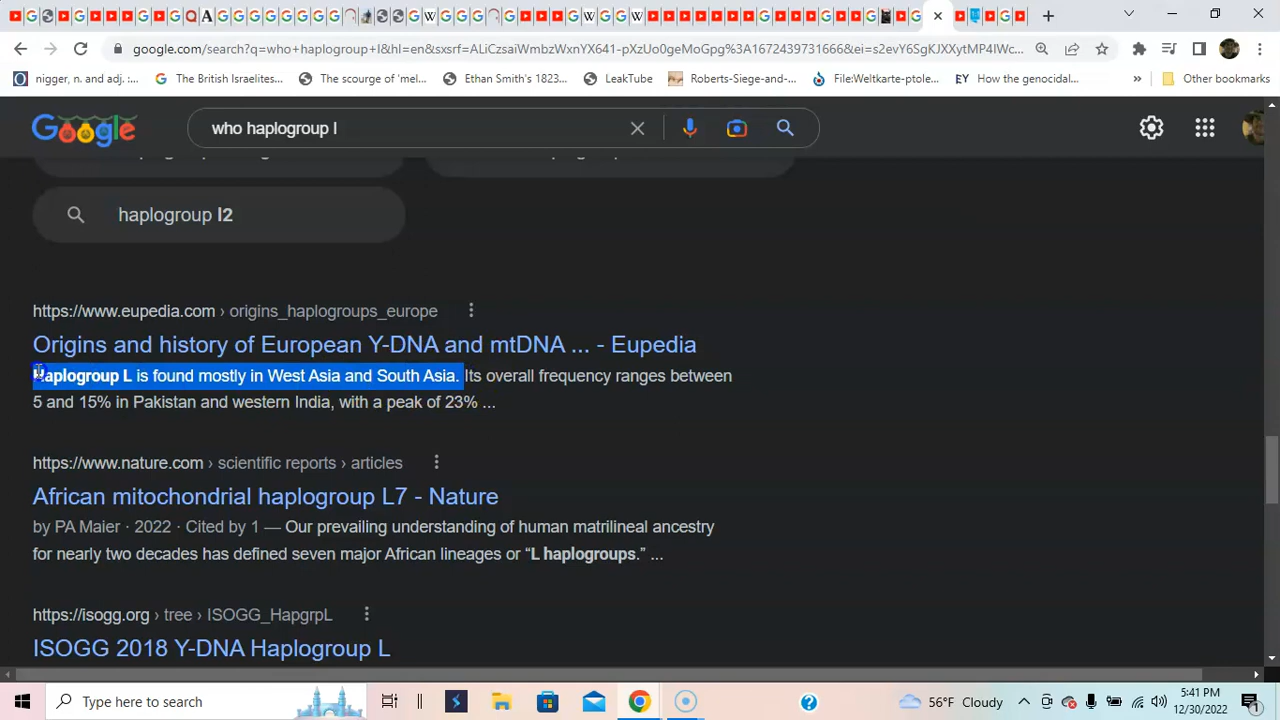 google.com/search?q=who+haplogroup+l&hl=en&sxsrf=ALiCzsaiWmbzWxnYX641-pXzUo0geMoGpg%3A1672439731666&ei=s2evY6SgKJXXytMP4IWc...
nigger, n. and adj. :...
The British Israelites...
The scourge of 'mel...
Ethan Smith's 1823...
LeakTube
Roberts-Siege-and-...
File:Weltkarte-ptole...
EY
How the genocidal...
»
Other bookmarks
Google
who haplogroup l
haplogroup l2
https://www.eupedia.com › origins_haplogroups_europe
Origins and history of European Y-DNA and mtDNA ... - Eupedia
Haplogroup L is found mostly in West Asia and South Asia. Its overall frequency ranges between
5 and 15% in Pakistan and western India, with a peak of 23% ...
https://www.nature.com › scientific reports › articles
African mitochondrial haplogroup L7 - Nature
by PA Maier · 2022 · Cited by 1 — Our prevailing understanding of human matrilineal ancestry
for nearly two decades has defined seven major African lineages or “L haplogroups.” ...
https://isogg.org › tree › ISOGG_HapgrpL
ISOGG 2018 Y-DNA Haplogroup L
Type here to search
56°F Cloudy
5:41 PM
12/30/2022